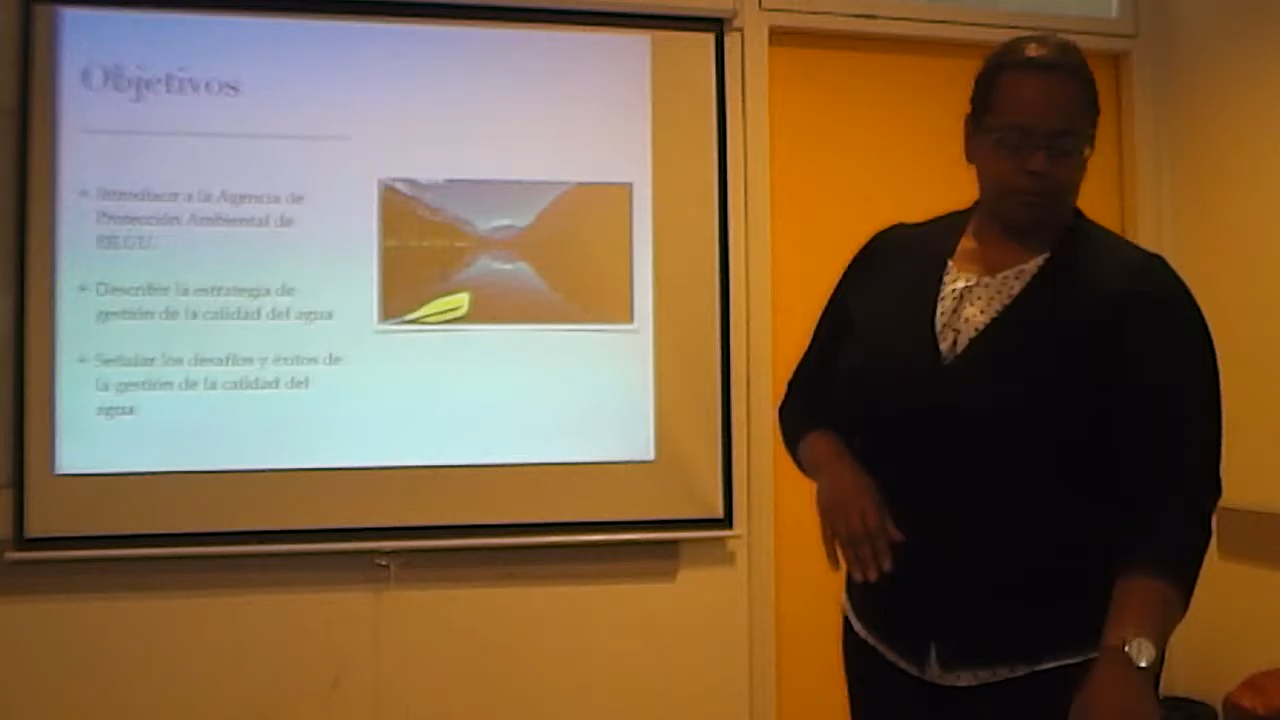 Objetivos
Introducir a la Agencia de
Protección Ambiental de
EE.UU.
Describir la estrategia de
gestión de la calidad del agua
Señalar los desafíos y éxitos de
la gestión de la calidad del
agua